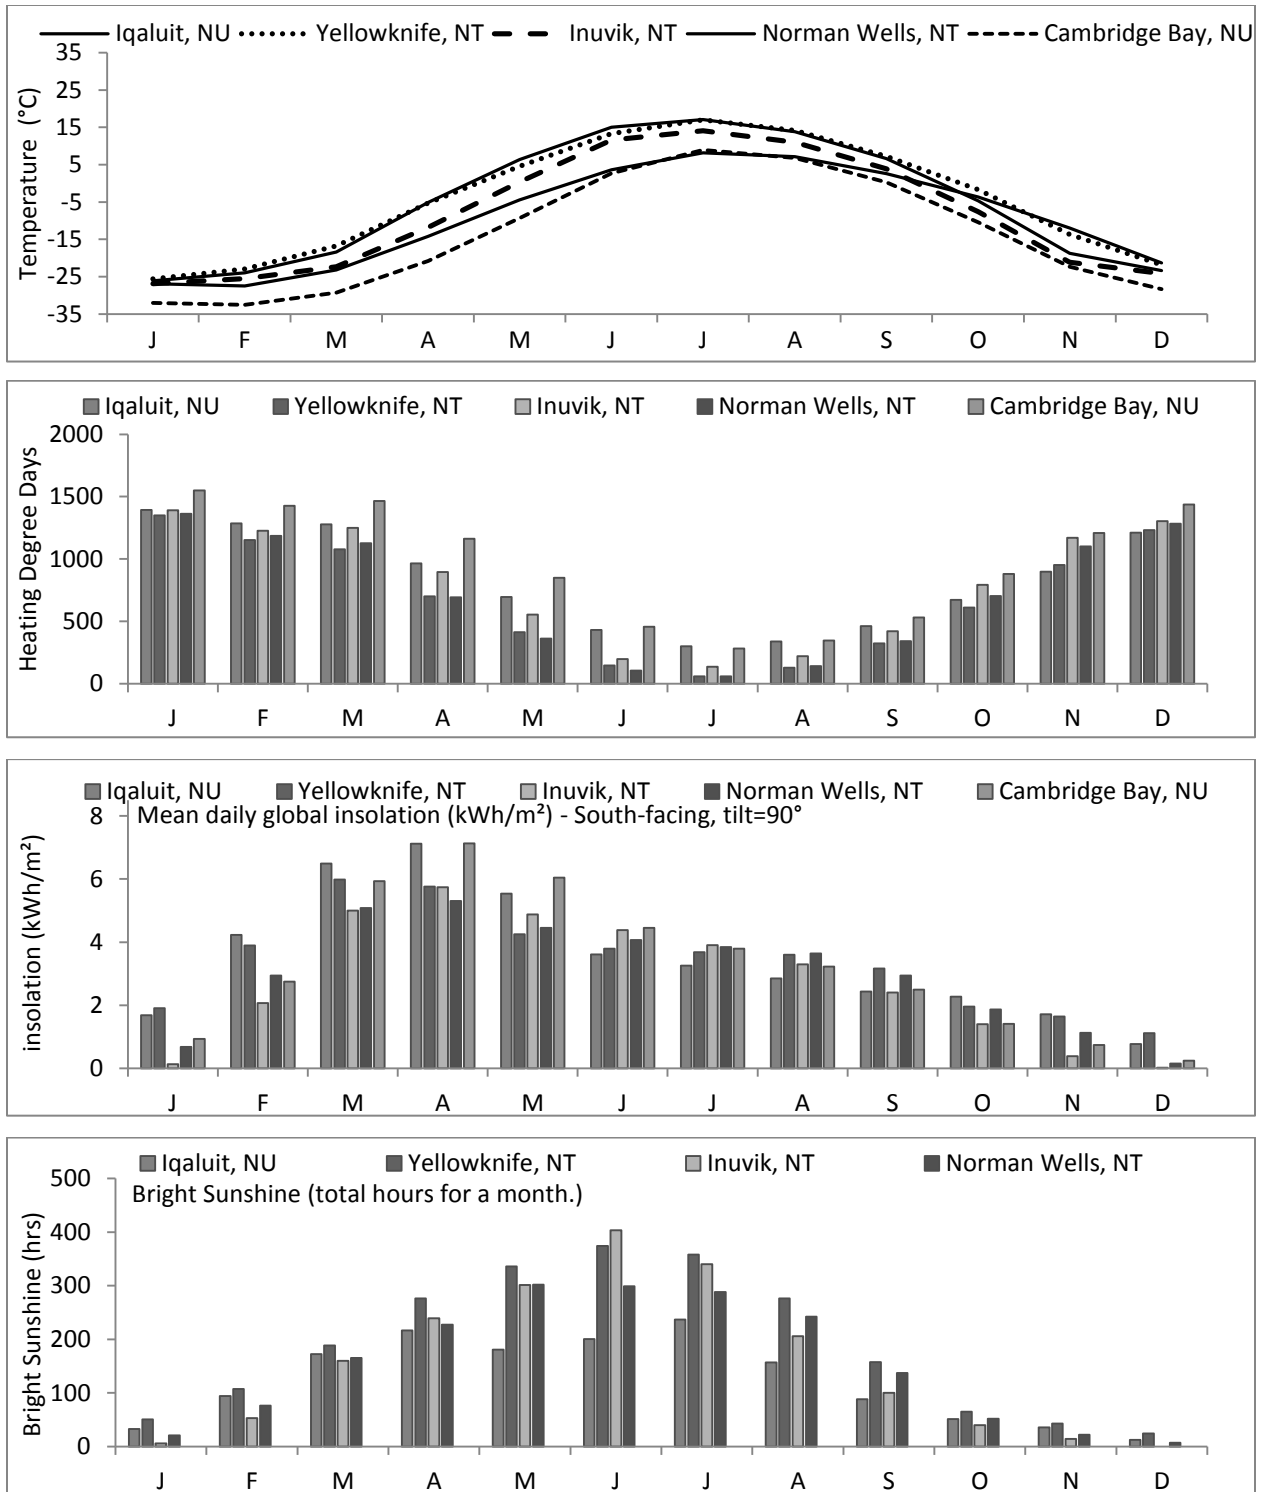 Iqaluit, NU Yellowknife, NT Inuvik, NT Norman Wells, NT Cambridge Bay, NU
Temperature (°C)
35
25
15
5
-5
-15
-25
-35
J F M A M J J A S O N D
Iqaluit, NU Yellowknife, NT Inuvik, NT Norman Wells, NT Cambridge Bay, NU
Heating Degree Days
2000
1500
1000
500
0
J F M A M J J A S O N D
Iqaluit, NU Yellowknife, NT Inuvik, NT Norman Wells, NT Cambridge Bay, NU
Mean daily global insolation (kWh/m²) - South-facing, tilt=90°
insolation (kWh/m²)
8
6
4
2
0
J F M A M J J A S O N D
Iqaluit, NU Yellowknife, NT Inuvik, NT Norman Wells, NT
Bright Sunshine (total hours for a month.)
Bright Sunshine (hrs)
500
400
300
200
100
0
J F M A M J J A S O N D